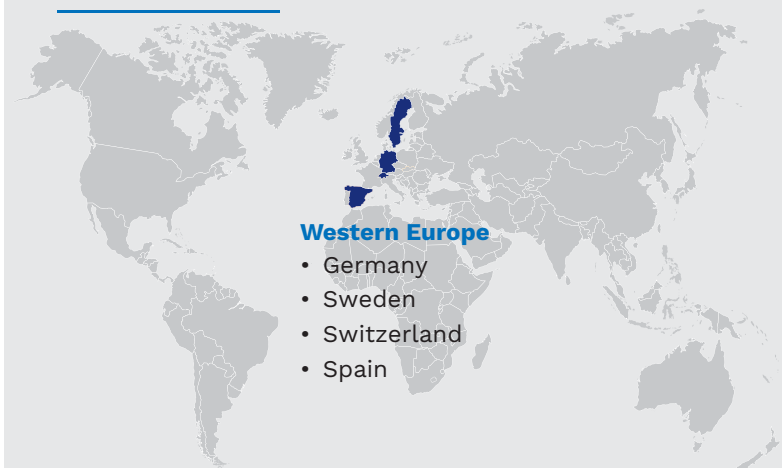 Western Europe
• Germany
• Sweden
• Switzerland
• Spain